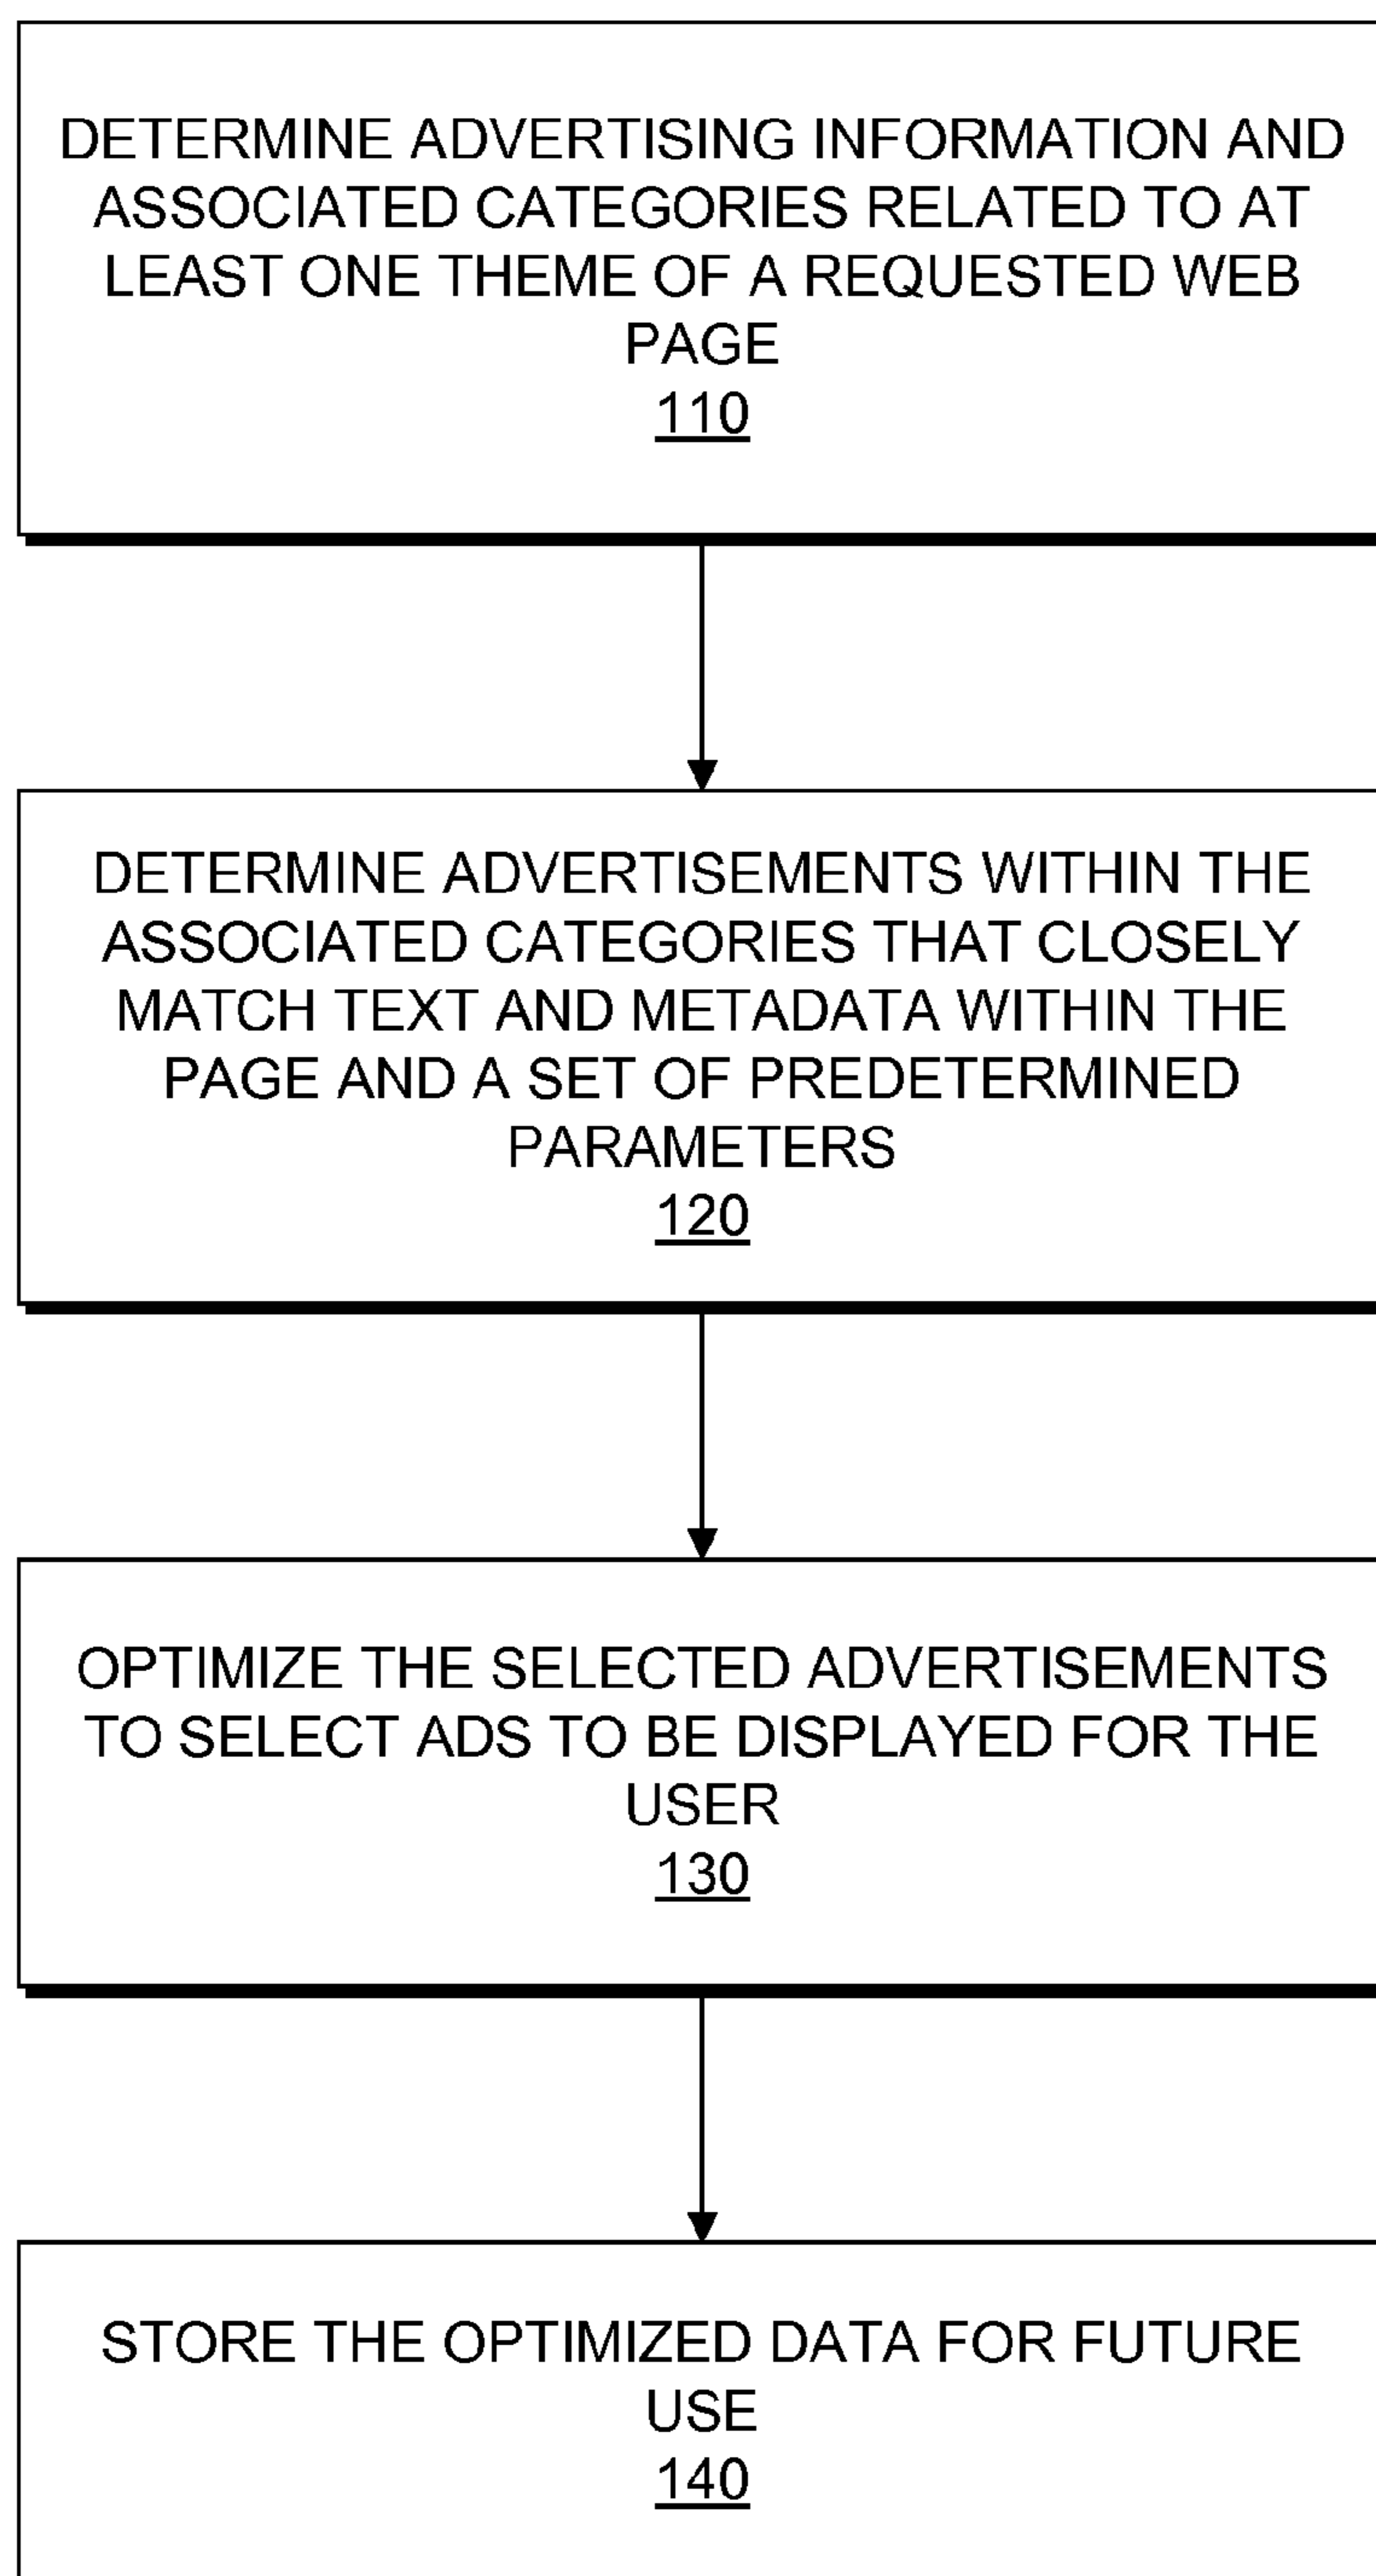 DETERMINE ADVERTISING INFORMATION AND
ASSOCIATED CATEGORIES RELATED TO AT
LEAST ONE THEME OF A REQUESTED WEB
PAGE
110
DETERMINE ADVERTISEMENTS WITHIN THE
ASSOCIATED CATEGORIES THAT CLOSELY
MATCH TEXT AND METADATA WITHIN THE
PAGE AND A SET OF PREDETERMINED
PARAMETERS
120
OPTIMIZE THE SELECTED ADVERTISEMENTS
TO SELECT ADS TO BE DISPLAYED FOR THE
USER
130
STORE THE OPTIMIZED DATA FOR FUTURE
USE
140